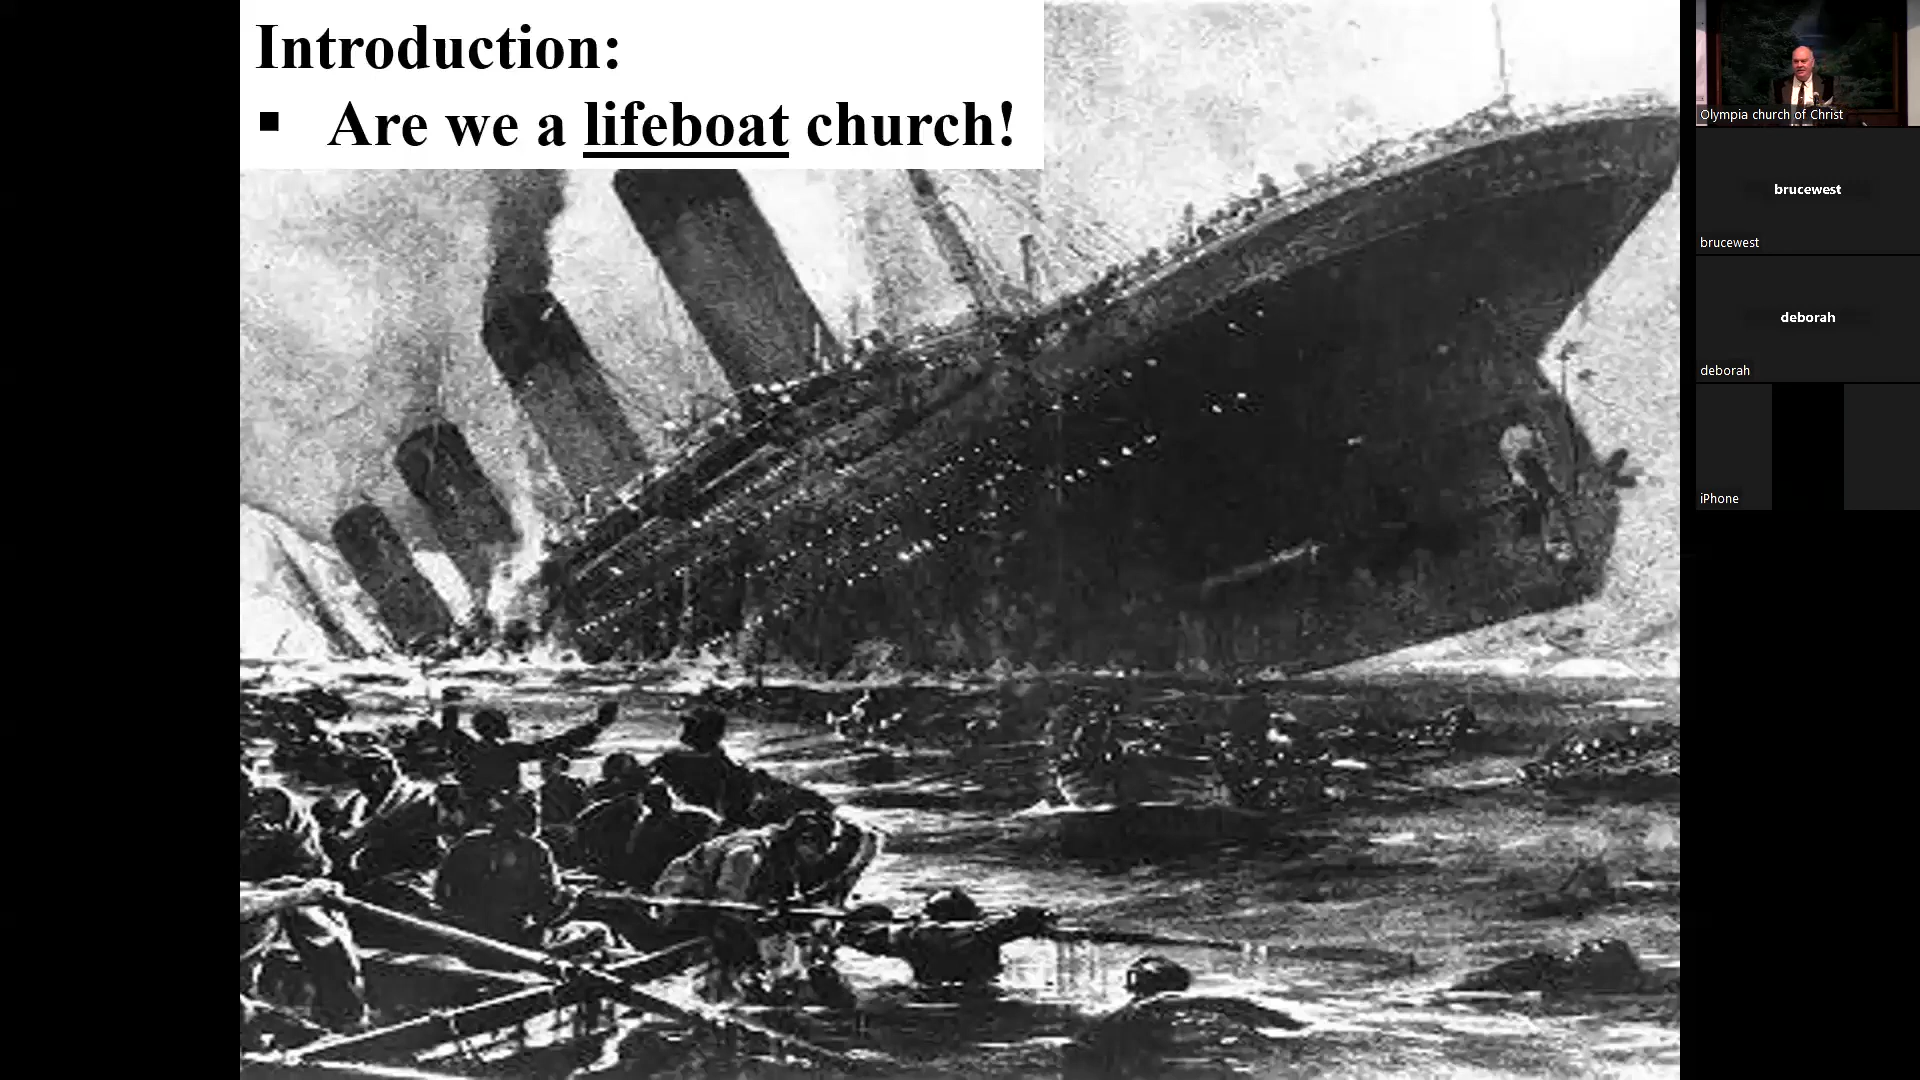 Introduction:
▪ Are we a lifeboat church!
Olympia church of Christ
brucewest
brucewest
deborah
deborah
iPhone